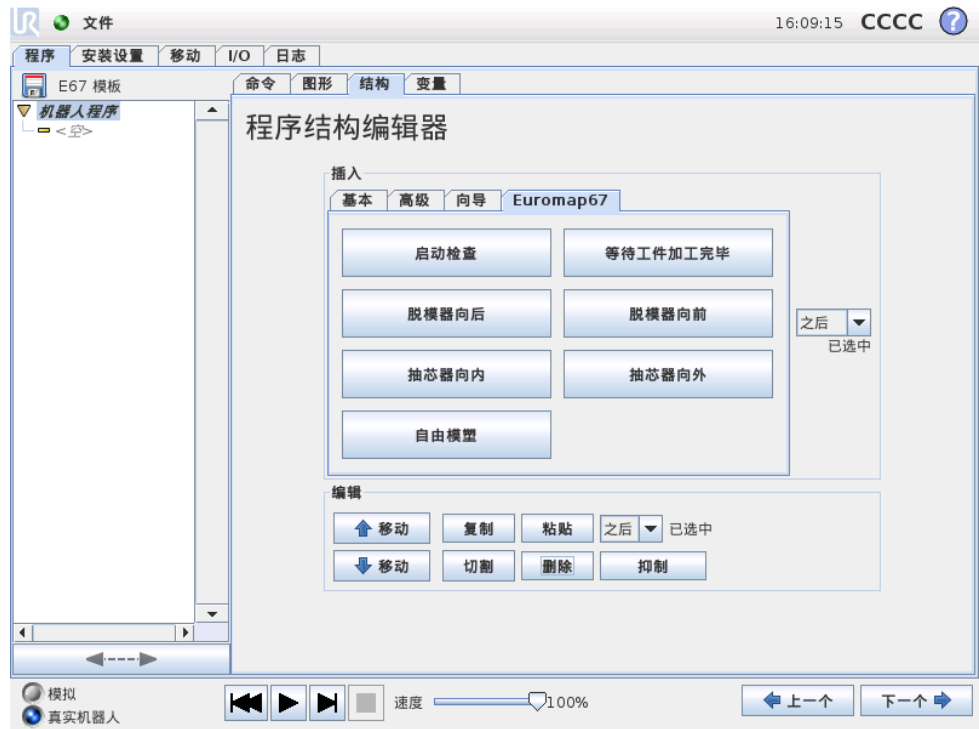 UR 文件 16:09:15 CCCC ?
程序 安装设置 移动 I/O 日志
E67 模板
命令 图形 结构 变量
机器人程序
<空>
程序结构编辑器
插入
基本 高级 向导 Euromap67
启动检查 等待工件加工完毕
脱模器向后 脱模器向前
之后
已选中
抽芯器向内 抽芯器向外
自由模塑
编辑
移动 复制 粘贴 之后 已选中
移动 切割 删除 抑制
模拟
真实机器人
速度 100%
上一个 下一个